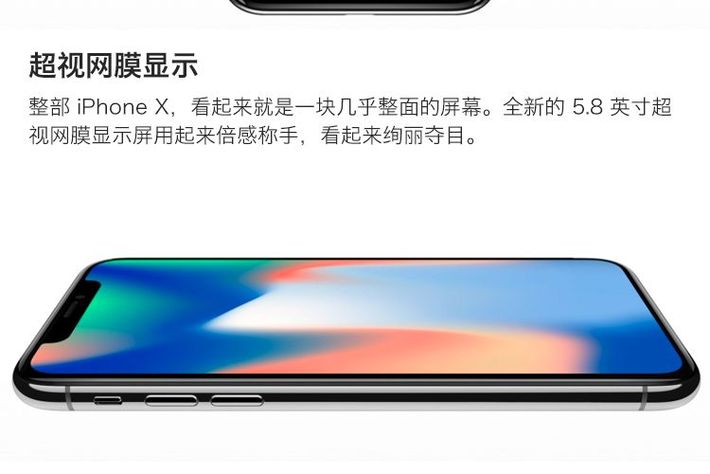 超视网膜显示
整部 iPhone X，看起来就是一块几乎整面的屏幕。全新的 5.8 英寸超
视网膜显示屏用起来倍感称手，看起来绚丽夺目。